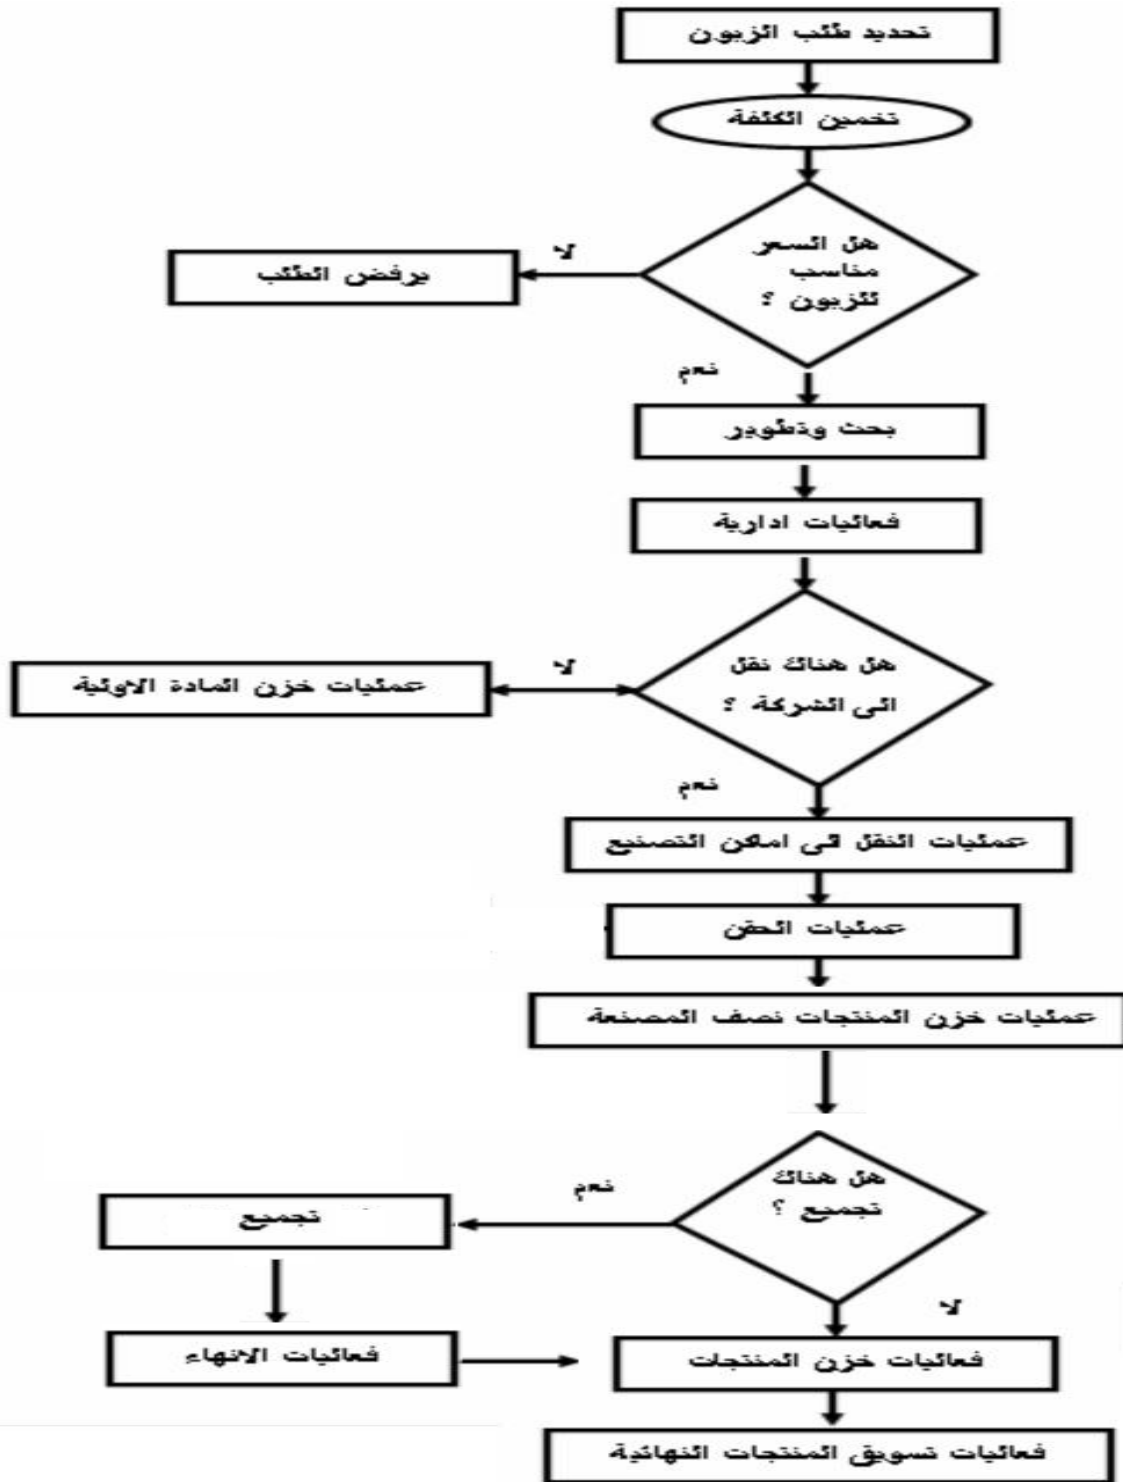 تحديد طلب الزبون
تخمين الكلفة
هل السعر
مناسب
للزبون ؟
لا
يرفض الطلب
نعم
بحث وتطوير
فعاليات ادارية
هل هناك نقل
الى الشركة ؟
لا
عمليات خزن المادة الاولية
نعم
عمليات النقل الى اماكن التصنيع
عمليات الحقن
عمليات خزن المنتجات نصف المصنعة
هل هناك
تجميع ؟
نعم
تجميع
لا
فعاليات الانهاء
فعاليات خزن المنتجات
فعاليات تسويق المنتجات النهائية